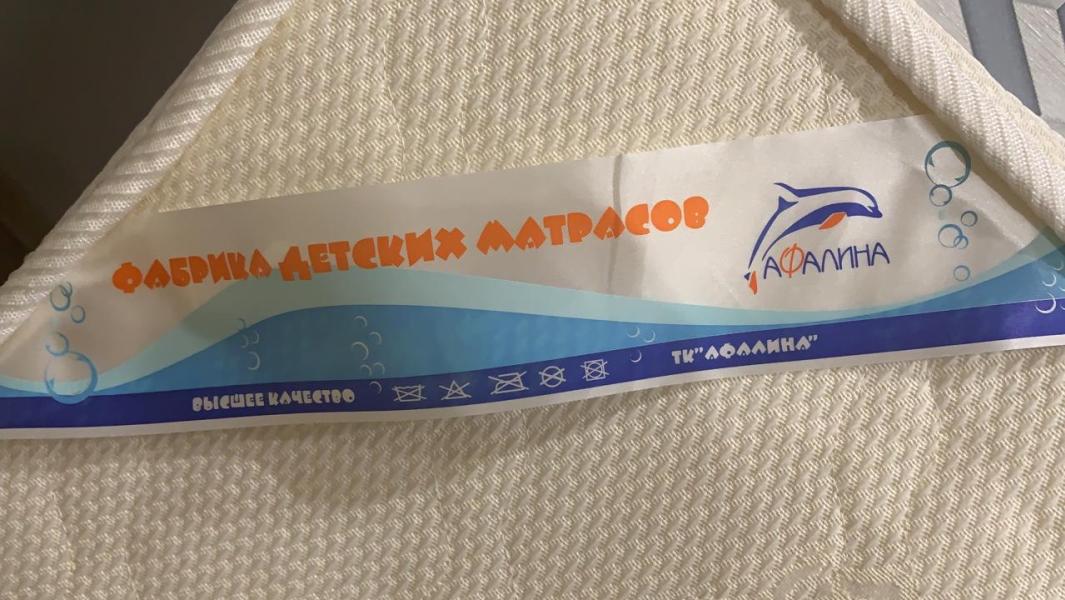 ФАБРИКА ДЕТСКИХ МАТРАСОВ
АФАЛИНА
ВЫСШЕЕ КАЧЕСТВО
ТК"АФАЛИНА"